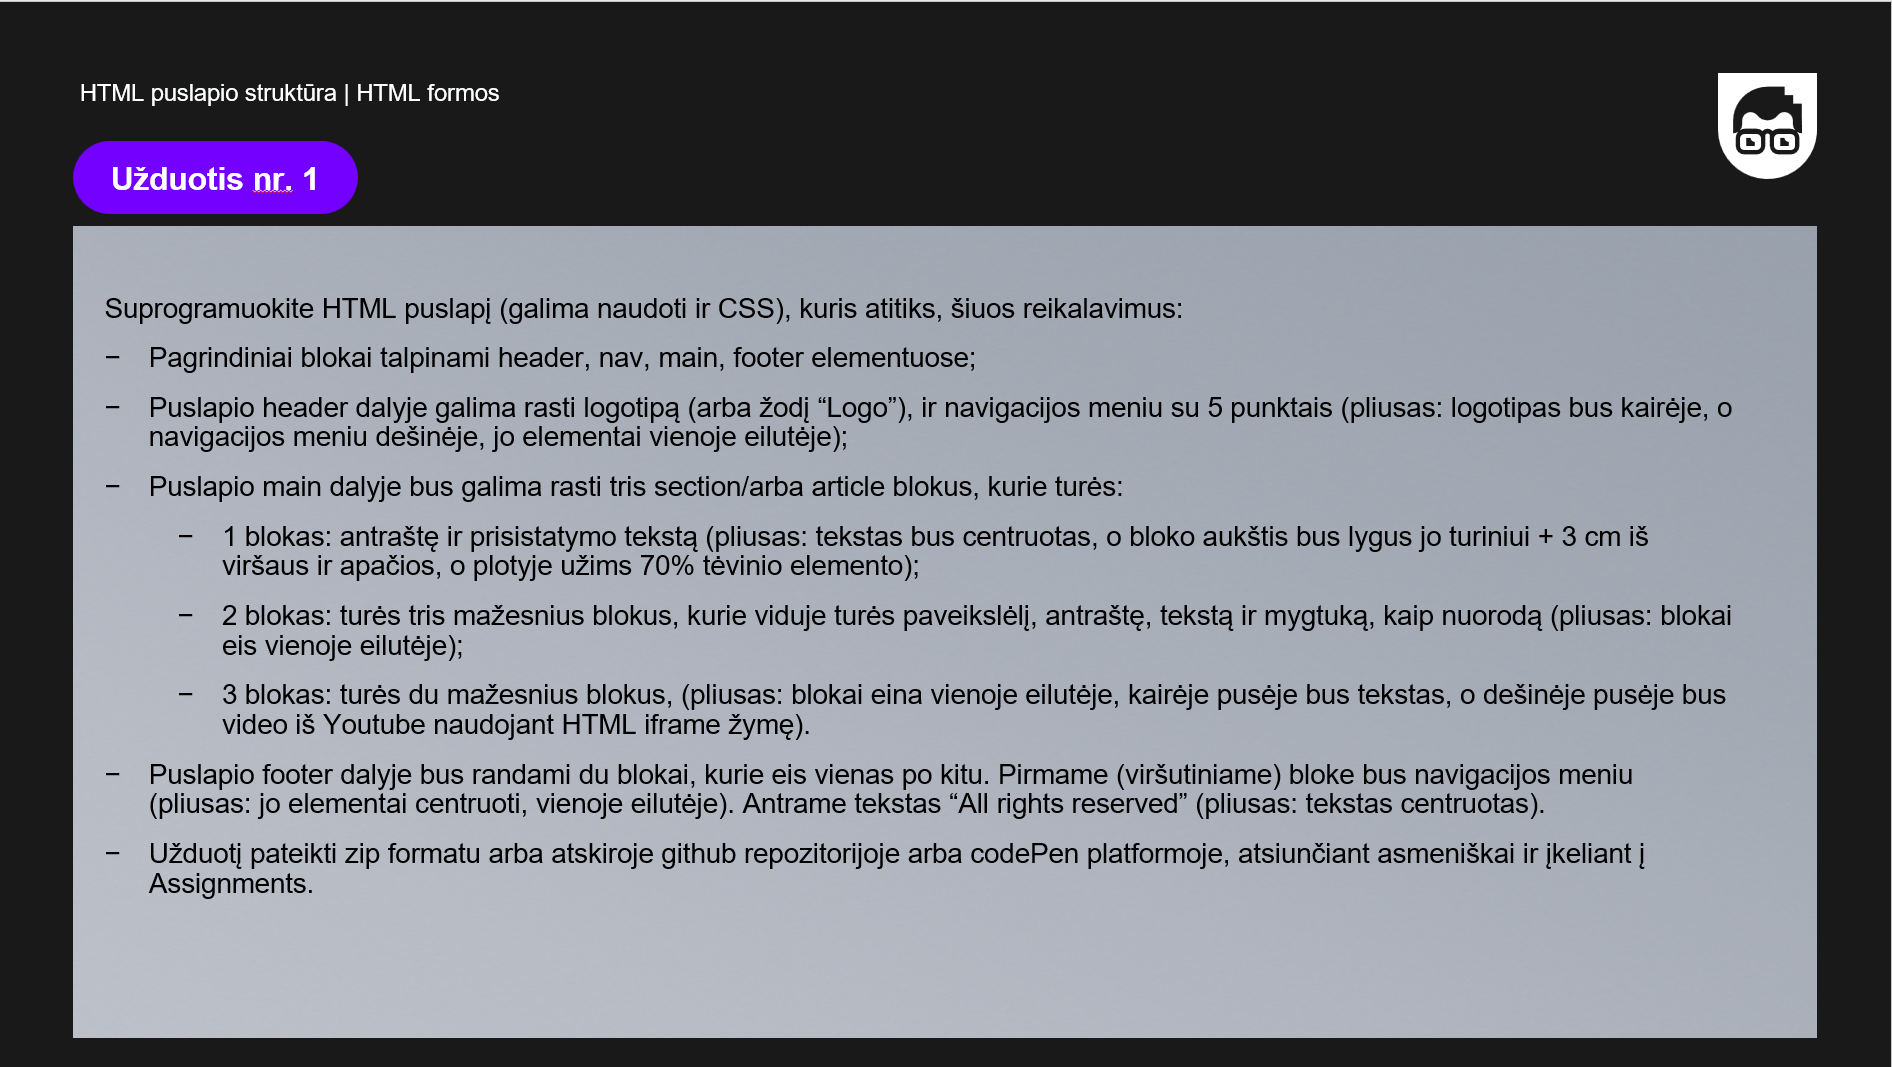 HTML puslapio struktūra | HTML formos
Užduotis nr. 1
Suprogramuokite HTML puslapį (galima naudoti ir CSS), kuris atitiks, šiuos reikalavimus:
− Pagrindiniai blokai talpinami header, nav, main, footer elementuose;
− Puslapio header dalyje galima rasti logotipą (arba žodį “Logo”), ir navigacijos meniu su 5 punktais (pliusas: logotipas bus kairėje, o
navigacijos meniu dešinėje, jo elementai vienoje eilutėje);
− Puslapio main dalyje bus galima rasti tris section/arba article blokus, kurie turės:
− 1 blokas: antraštę ir prisistatymo tekstą (pliusas: tekstas bus centruotas, o bloko aukštis bus lygus jo turiniui + 3 cm iš
viršaus ir apačios, o plotyje užims 70% tėvinio elemento);
− 2 blokas: turės tris mažesnius blokus, kurie viduje turės paveikslėlį, antraštę, tekstą ir mygtuką, kaip nuorodą (pliusas: blokai
eis vienoje eilutėje);
− 3 blokas: turės du mažesnius blokus, (pliusas: blokai eina vienoje eilutėje, kairėje pusėje bus tekstas, o dešinėje pusėje bus
video iš Youtube naudojant HTML iframe žymę).
− Puslapio footer dalyje bus randami du blokai, kurie eis vienas po kitu. Pirmame (viršutiniame) bloke bus navigacijos meniu
(pliusas: jo elementai centruoti, vienoje eilutėje). Antrame tekstas “All rights reserved” (pliusas: tekstas centruotas).
− Užduotį pateikti zip formatu arba atskiroje github repozitorijoje arba codePen platformoje, atsiunčiant asmeniškai ir įkeliant į
Assignments.